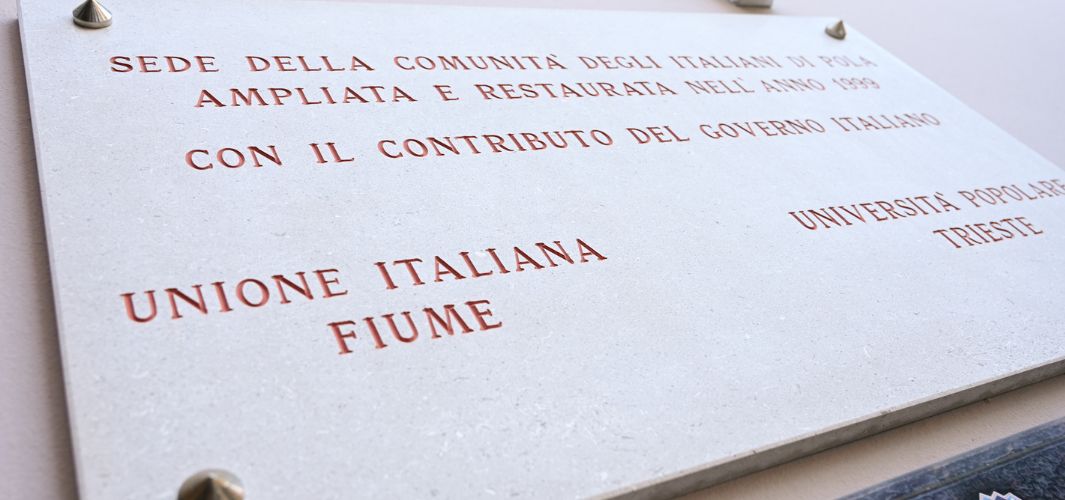 SEDE DELLA COMUNITÀ DEGLI ITALIANI DI POLA
AMPLIATA E RESTAURATA NELL' ANNO 1999
CON IL CONTRIBUTO DEL GOVERNO ITALIANO
UNIONE ITALIANA
FIUME
UNIVERSITÀ POPOLARE
TRIESTE